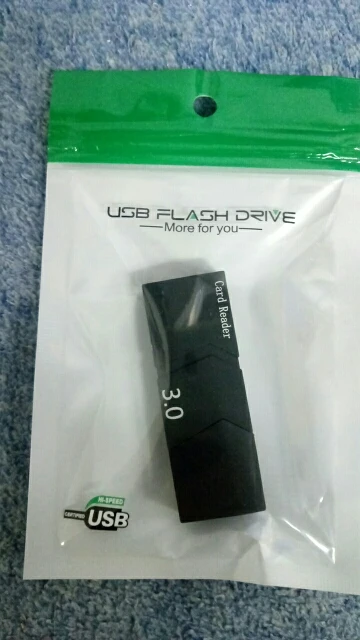 USB FLASH DRIVE
More for you
Card Reader
3.0
HI-SPEED
CERTIFIED
USB